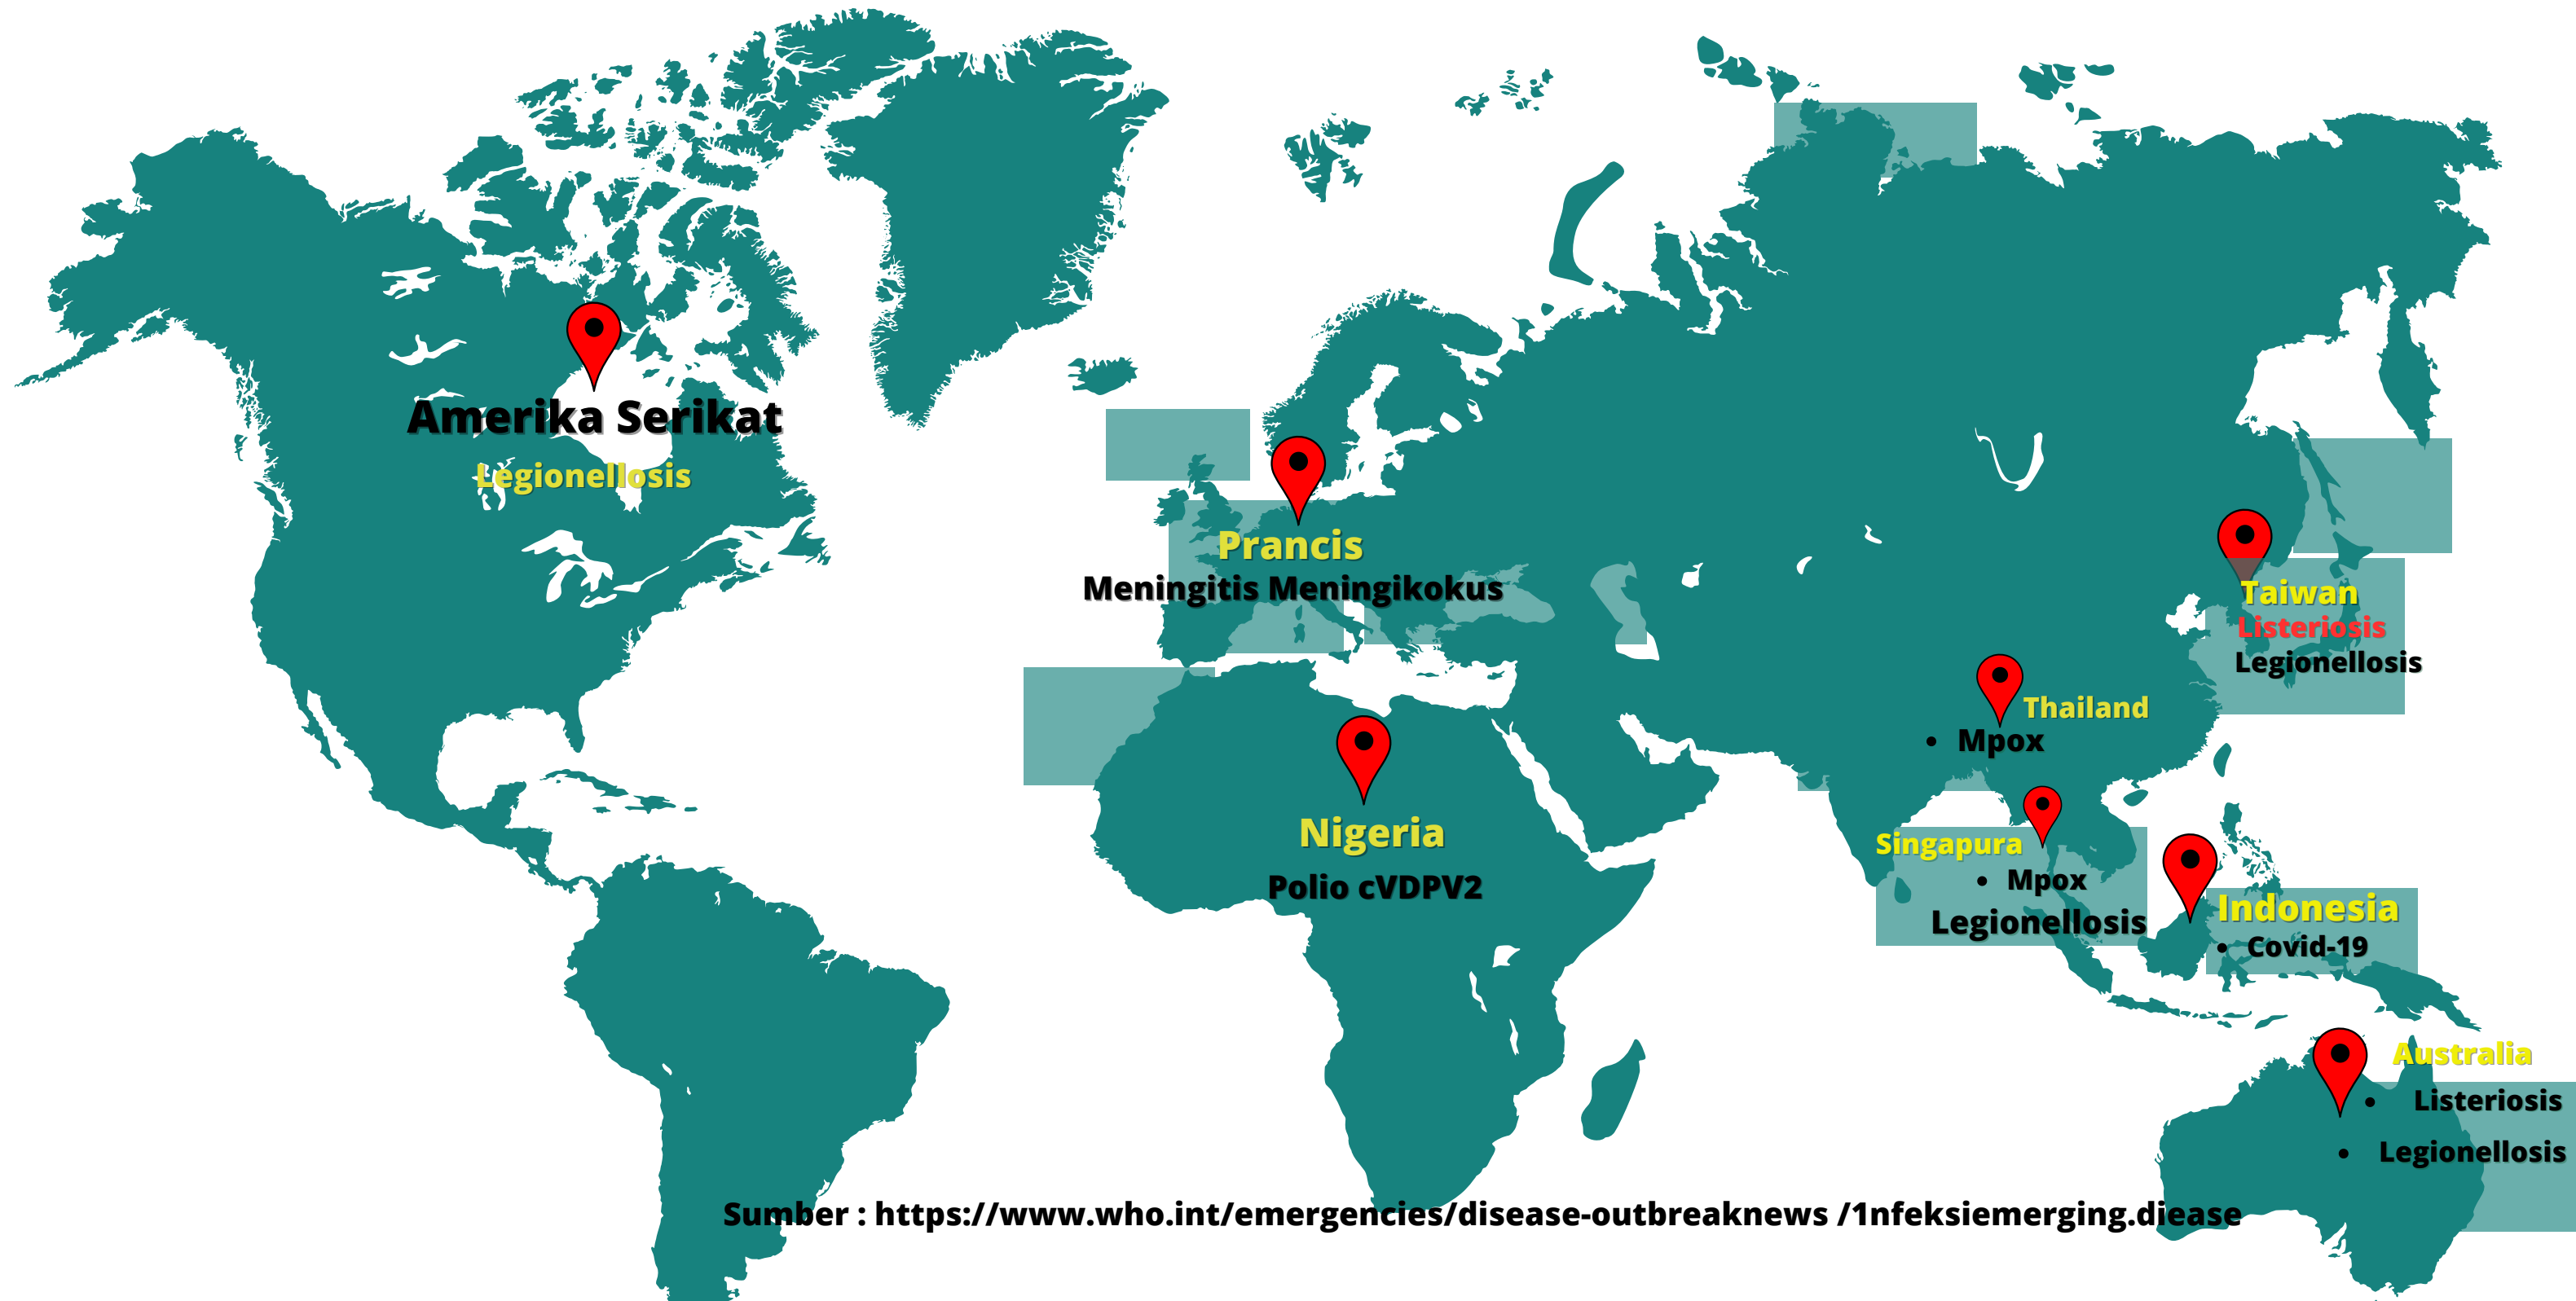 Amerika Serikat
Legionellosis
Prancis
Meningitis Meningikokus
Nigeria
Polio cVDPV2
Taiwan
Listeriosis
Legionellosis
Thailand
• Mpox
Singapura
• Mpox
Legionellosis
Indonesia
• Covid-19
Australia
• Listeriosis
• Legionellosis
Sumber : https://www.who.int/emergencies/disease-outbreaknews /1nfeksiemerging.diease